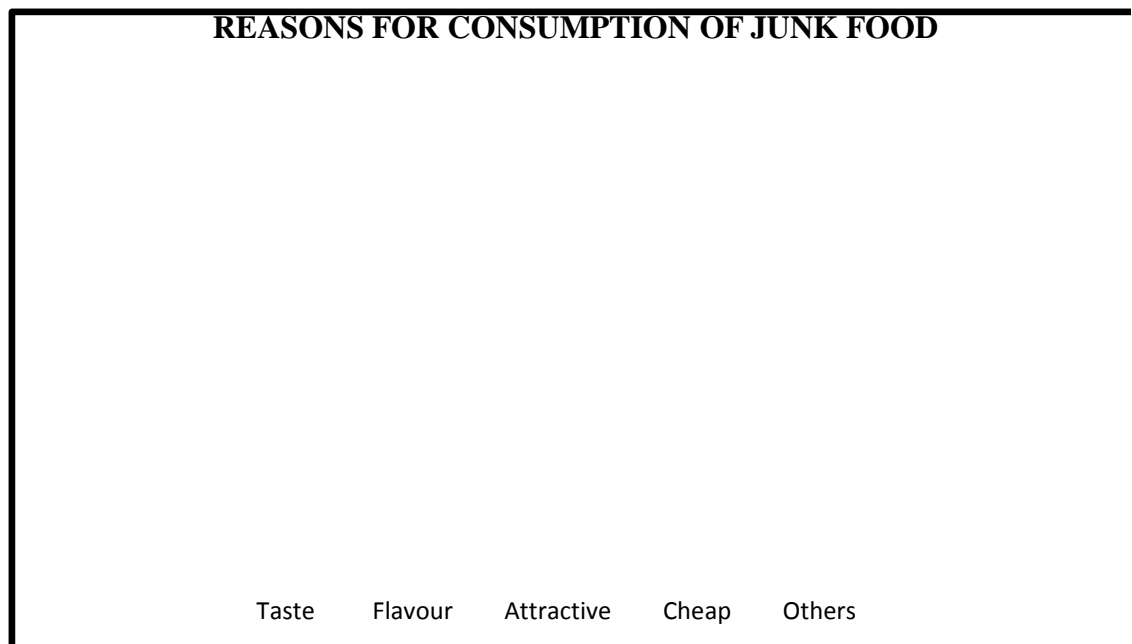 REASONS FOR CONSUMPTION OF JUNK FOOD
Taste Flavour Attractive Cheap Others